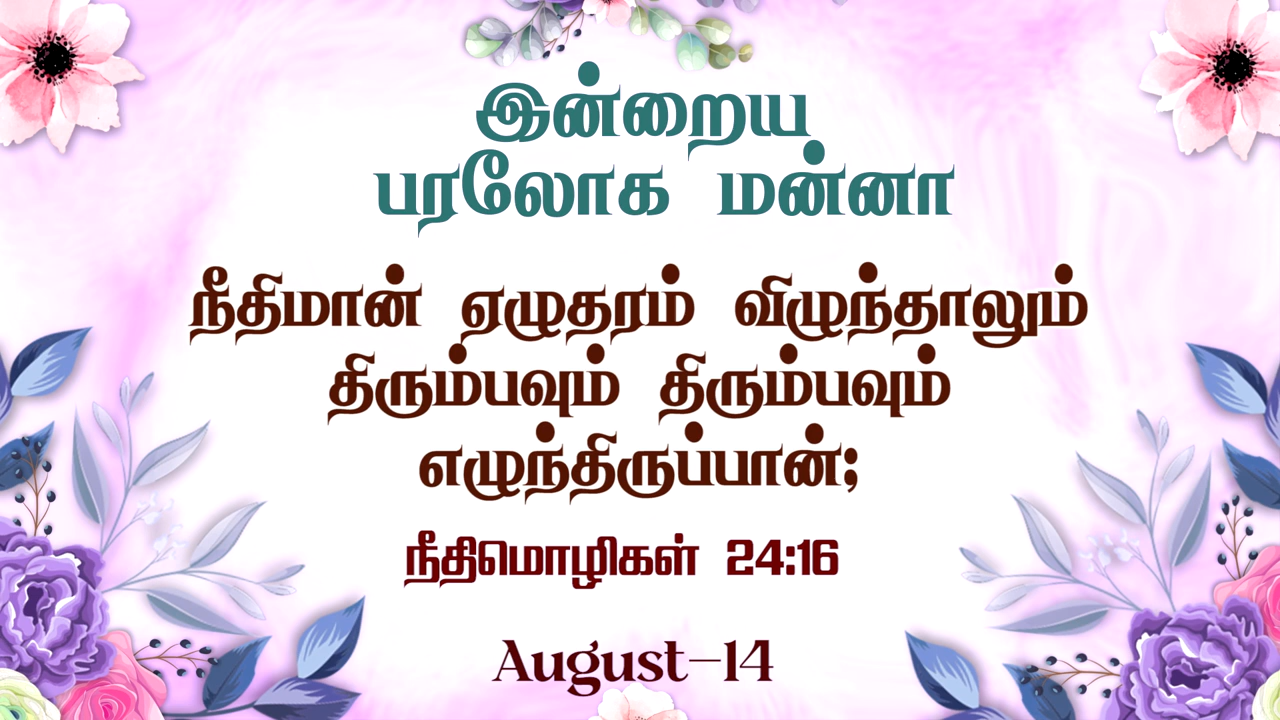 இன்றைய
பரலோக மன்னா
நீதிமான் ஏழுதரம் விழுந்தாலும்
திரும்பவும் திரும்பவும்
எழுந்திருப்பான்;
நீதிமொழிகள் 24:16
August-14